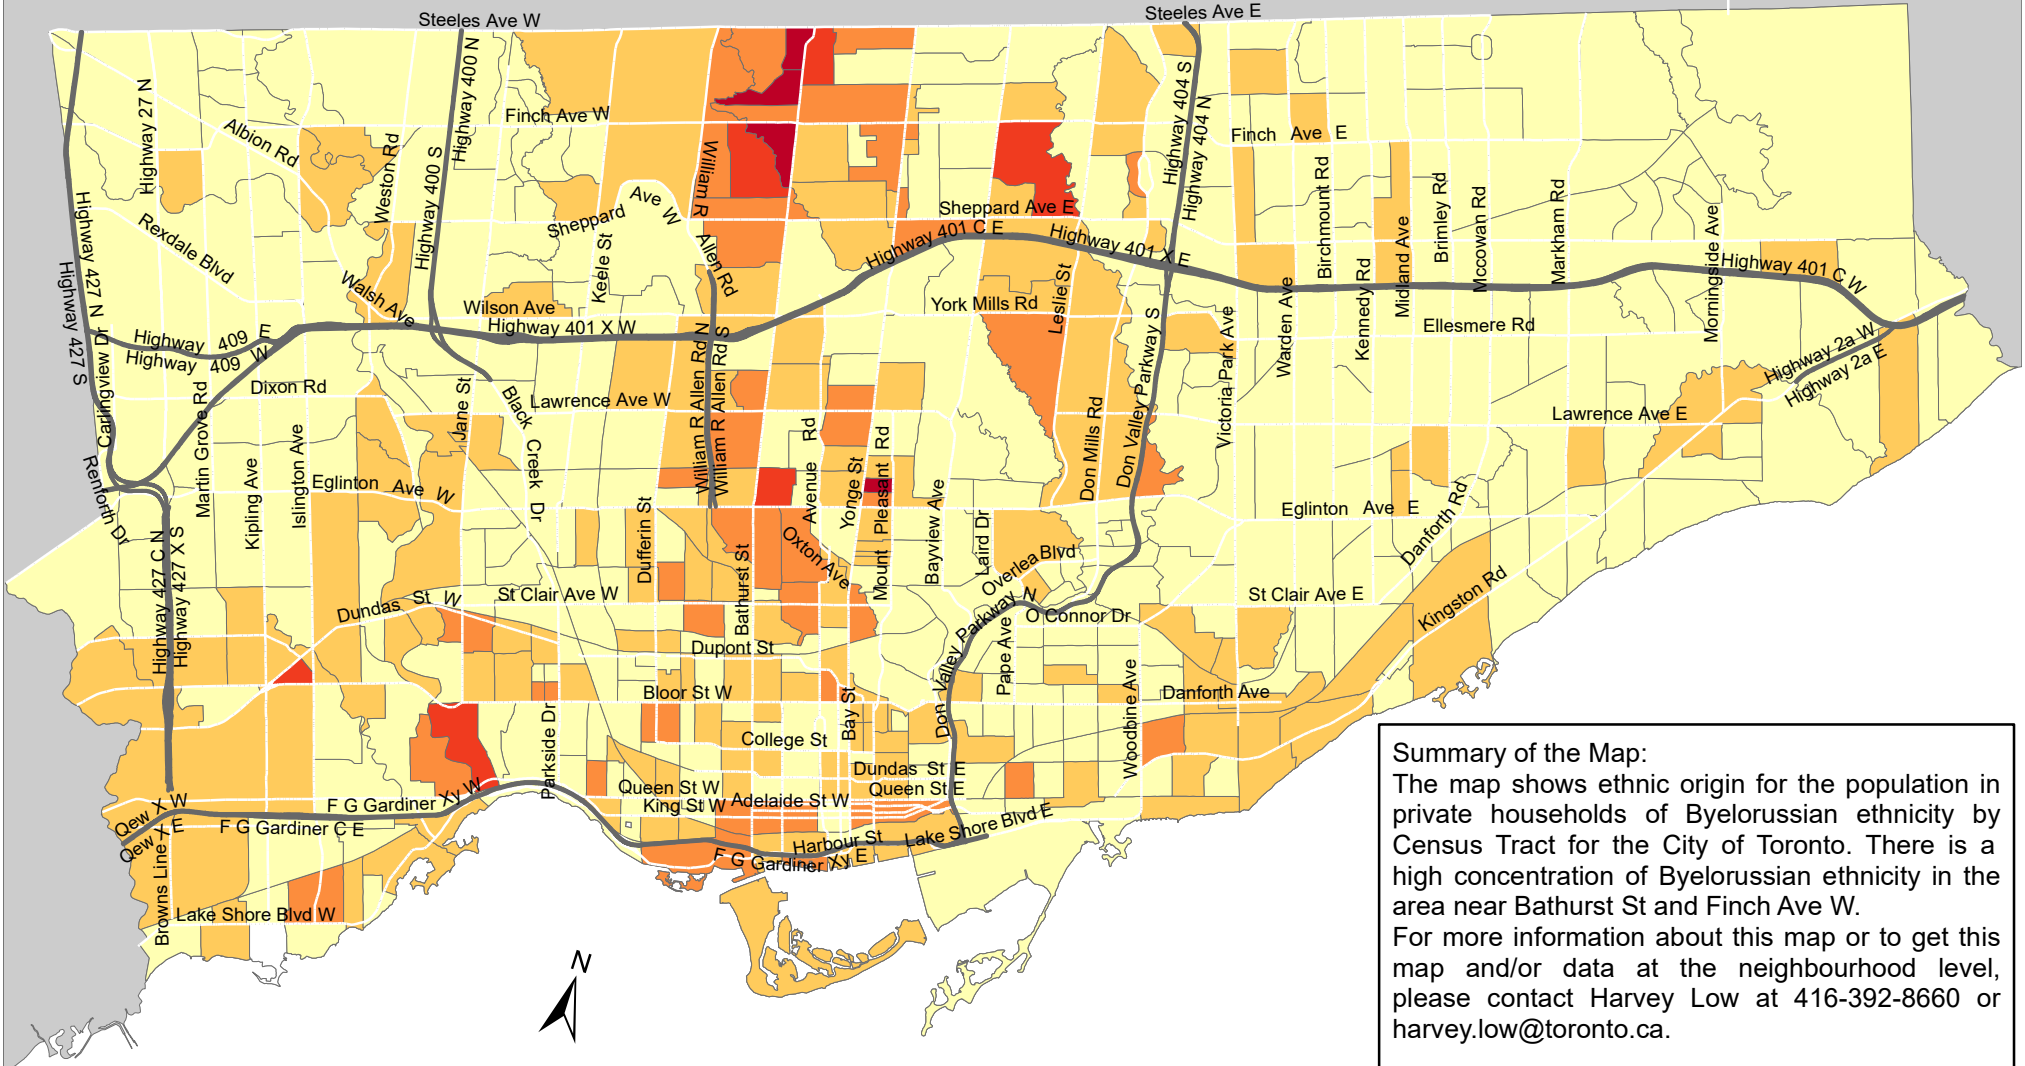 Steeles Ave W
Steeles Ave E
Highway 27 N
Albion Rd
Weston Rd
Highway 400 N
Highway 400 S
Finch Ave W
William R
Allen Rd
Highway 404 S
Highway 404 N
Finch Ave E
Sheppard Ave W
Sheppard Ave E
Keele St
Highway 427 N
Highway 427 N
Highway 427 S
Rexdale Blvd
Walsh Ave
Wilson Ave
Highway 401 X W
Highway 401 C E
Highway 401 X E
Highway 401 C W
York Mills Rd
Leslie St
Birchmount Rd
Kennedy Rd
Midland Ave
Brimley Rd
Mccowan Rd
Markham Rd
Morningside Ave
Warden Ave
Victoria Park Ave
Ellesmere Rd
Highway 2a W
Highway 2a E
Highway 409 E
Highway 409 W
Carlingview Dr
Dixon Rd
Martin Grove Rd
Kipling Ave
Islington Ave
Jane St
Black Creek Dr
Lawrence Ave W
William R Allen Rd N
William R Allen Rd S
Avenue Rd
Yonge St
Mount Pleasant Rd
Bayview Ave
Laird Dr
Don Mills Rd
Don Valley Parkway S
Lawrence Ave E
Renforth Dr
Eglinton Ave W
Eglinton Ave E
Danforth Rd
Kingston Rd
Dufferin St
Bathurst St
Oxton Ave
Overlea Blvd
Highway 427 C N
Highway 427 X S
Dundas St W
St Clair Ave W
St Clair Ave E
O Connor Dr
Don Valley Parkway N
Pape Ave
Woodbine Ave
Dupont St
Bloor St W
Danforth Ave
Bay St
College St
Parkside Dr
Dundas St E
Queen St E
Queen St W
King St W
Adelaide St W
Harbour St
Lake Shore Blvd E
F G Gardiner Xy W
F G Gardiner C E
F G Gardiner Xy E
Qew X W
Qew X E
Browns Line
Lake Shore Blvd W
N
Summary of the Map:
The map shows ethnic origin for the population in
private households of Byelorussian ethnicity by
Census Tract for the City of Toronto. There is a
high concentration of Byelorussian ethnicity in the
area near Bathurst St and Finch Ave W.
For more information about this map or to get this
map and/or data at the neighbourhood level,
please contact Harvey Low at 416-392-8660 or
harvey.low@toronto.ca.